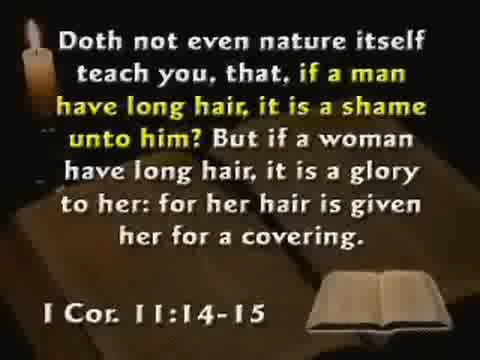 Doth not even nature itself
teach you, that, if a man
have long hair, it is a shame
unto him? But if a woman
have long hair, it is a glory
to her: for her hair is given
her for a covering.
I Cor. 11:14-15